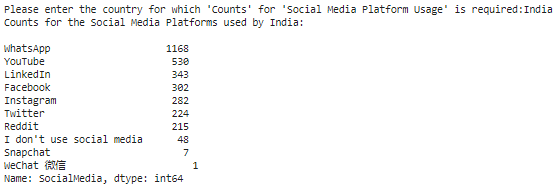 Please enter the country for which 'Counts' for 'Social Media Platform Usage' is required:India
Counts for the Social Media Platforms used by India:
WhatsApp 1168
YouTube 530
LinkedIn 343
Facebook 302
Instagram 282
Twitter 224
Reddit 215
I don't use social media 48
Snapchat 7
WeChat 微信 1
Name: SocialMedia, dtype: int64